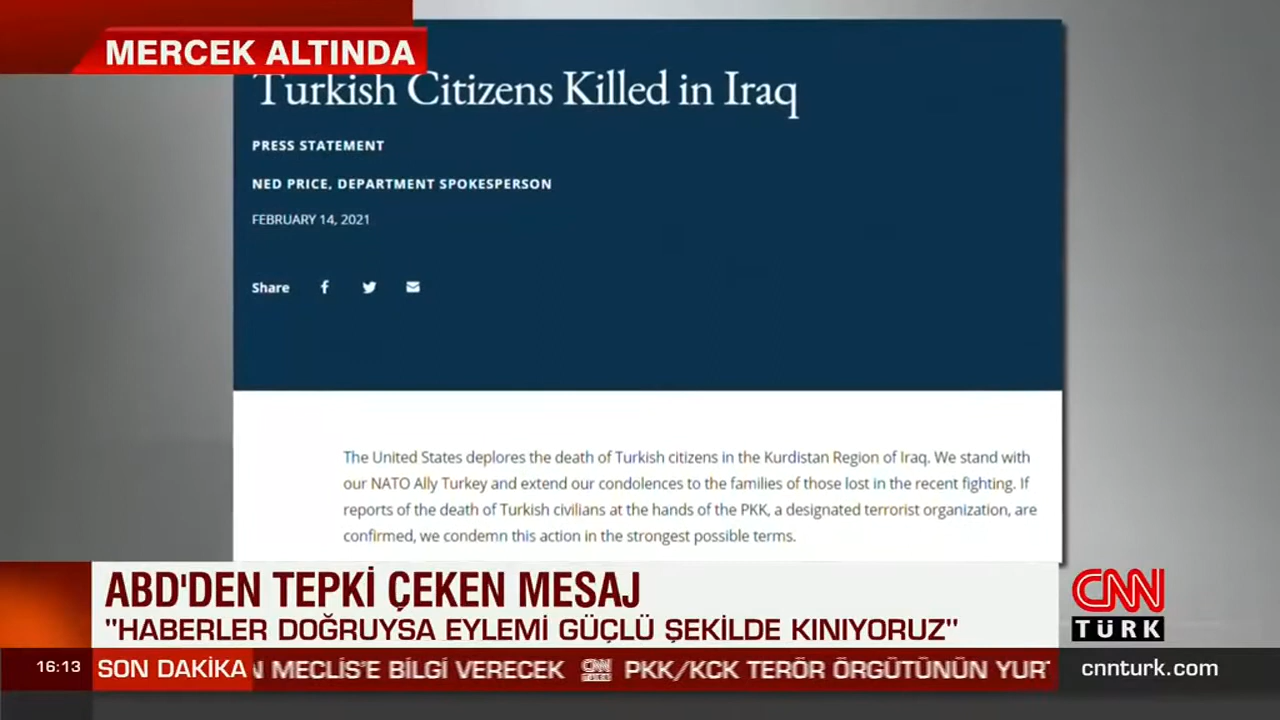 MERCEK ALTINDA
Turkish Citizens Killed in Iraq
PRESS STATEMENT
NED PRICE, DEPARTMENT SPOKESPERSON
FEBRUARY 14, 2021
Share
The United States deplores the death of Turkish citizens in the Kurdistan Region of Iraq. We stand with
our NATO Ally Turkey and extend our condolences to the families of those lost in the recent fighting. If
reports of the death of Turkish civilians at the hands of the PKK, a designated terrorist organization, are
confirmed, we condemn this action in the strongest possible terms.
ABD'DEN TEPKİ ÇEKEN MESAJ
"HABERLER DOĞRUYSA EYLEMİ GÜÇLÜ ŞEKİLDE KINIYORUZ"
CNN
TÜRK
16:13 SON DAKİKA N MECLİS'E BİLGİ VERECEK CNN PKK/KCK TERÖR ÖRGÜTÜNÜN YUR
cnnturk.com